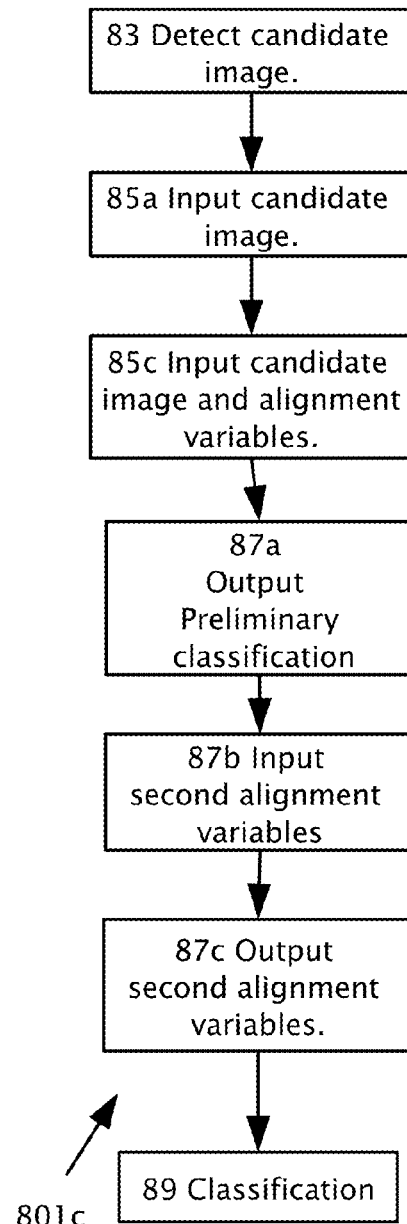 83 Detect candidate
image.
85a Input candidate
image.
85c Input candidate
image and alignment
variables.
87a
Output
Preliminary
classification
87b Input
second alignment
variables
87c Output
second alignment
variables.
89 Classification
801c